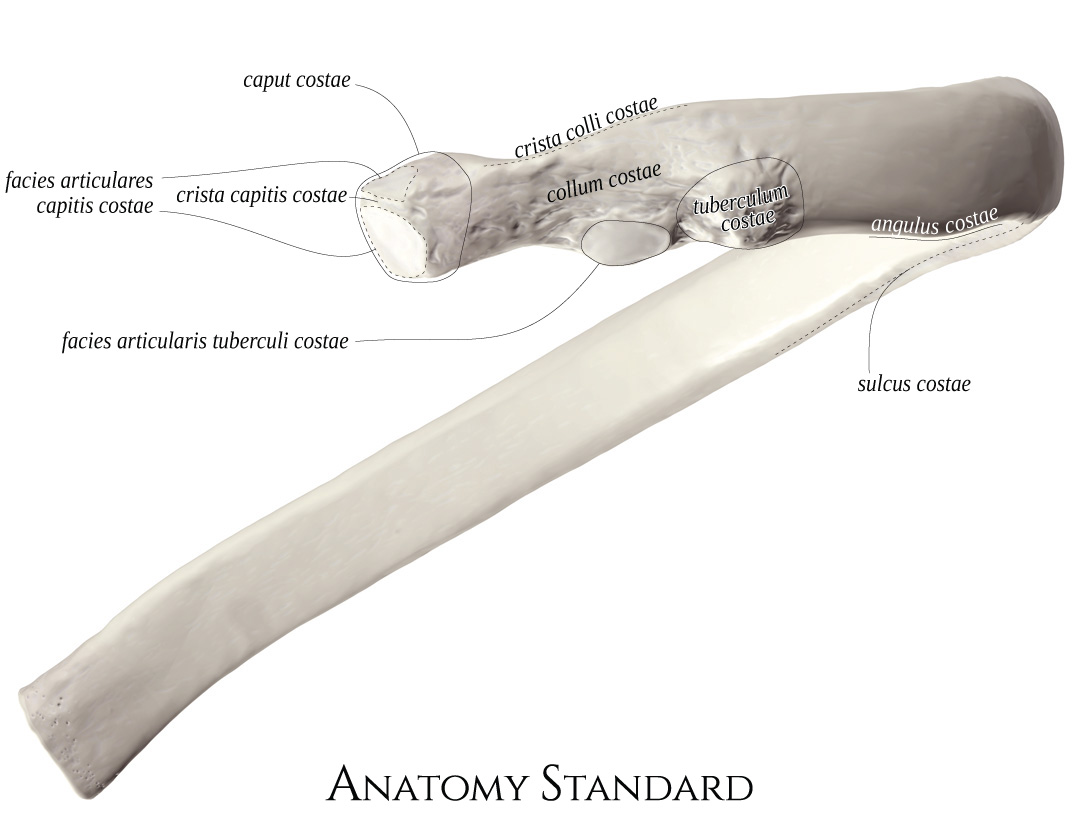 caput costae
crista colli costae
facies articulares
capitis costae
crista capitis costae
collum costae
tuberculum
costae
angulus costae
facies articularis tuberculi costae
sulcus costae
Anatomy Standard